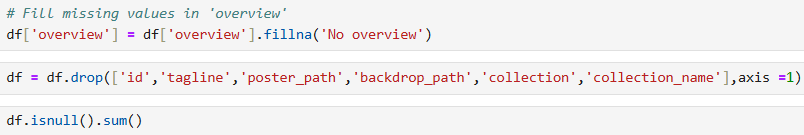 # Fill missing values in 'overview'
df['overview'] = df['overview'].fillna('No overview')
df = df.drop(['id','tagline','poster_path','backdrop_path','collection','collection_name'],axis =1)
df.isnull().sum()